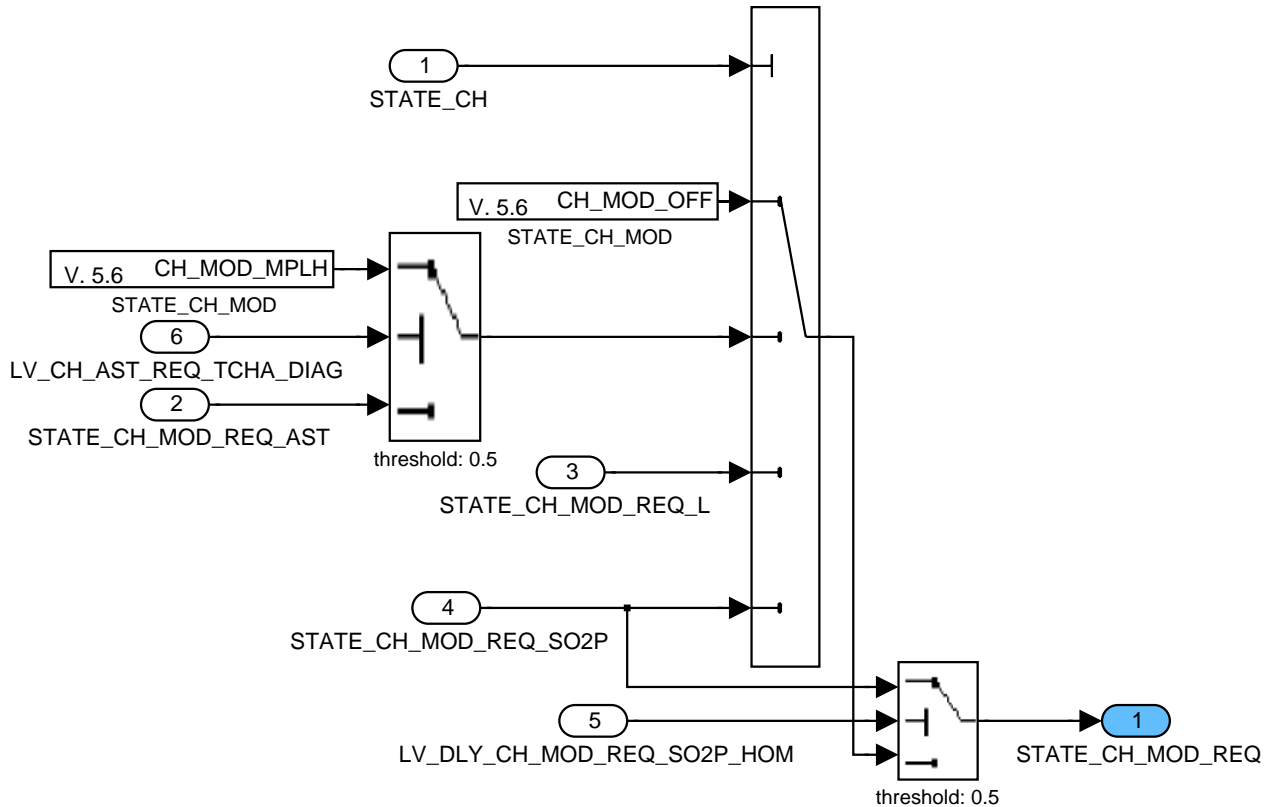 1
STATE_CH
V. 5.6 CH_MOD_OFF
STATE_CH_MOD
V. 5.6 CH_MOD_MPLH
STATE_CH_MOD
6
LV_CH_AST_REQ_TCHA_DIAG
2
STATE_CH_MOD_REQ_AST
threshold: 0.5
3
STATE_CH_MOD_REQ_L
4
STATE_CH_MOD_REQ_SO2P
5
LV_DLY_CH_MOD_REQ_SO2P_HOM
1
STATE_CH_MOD_REQ
threshold: 0.5